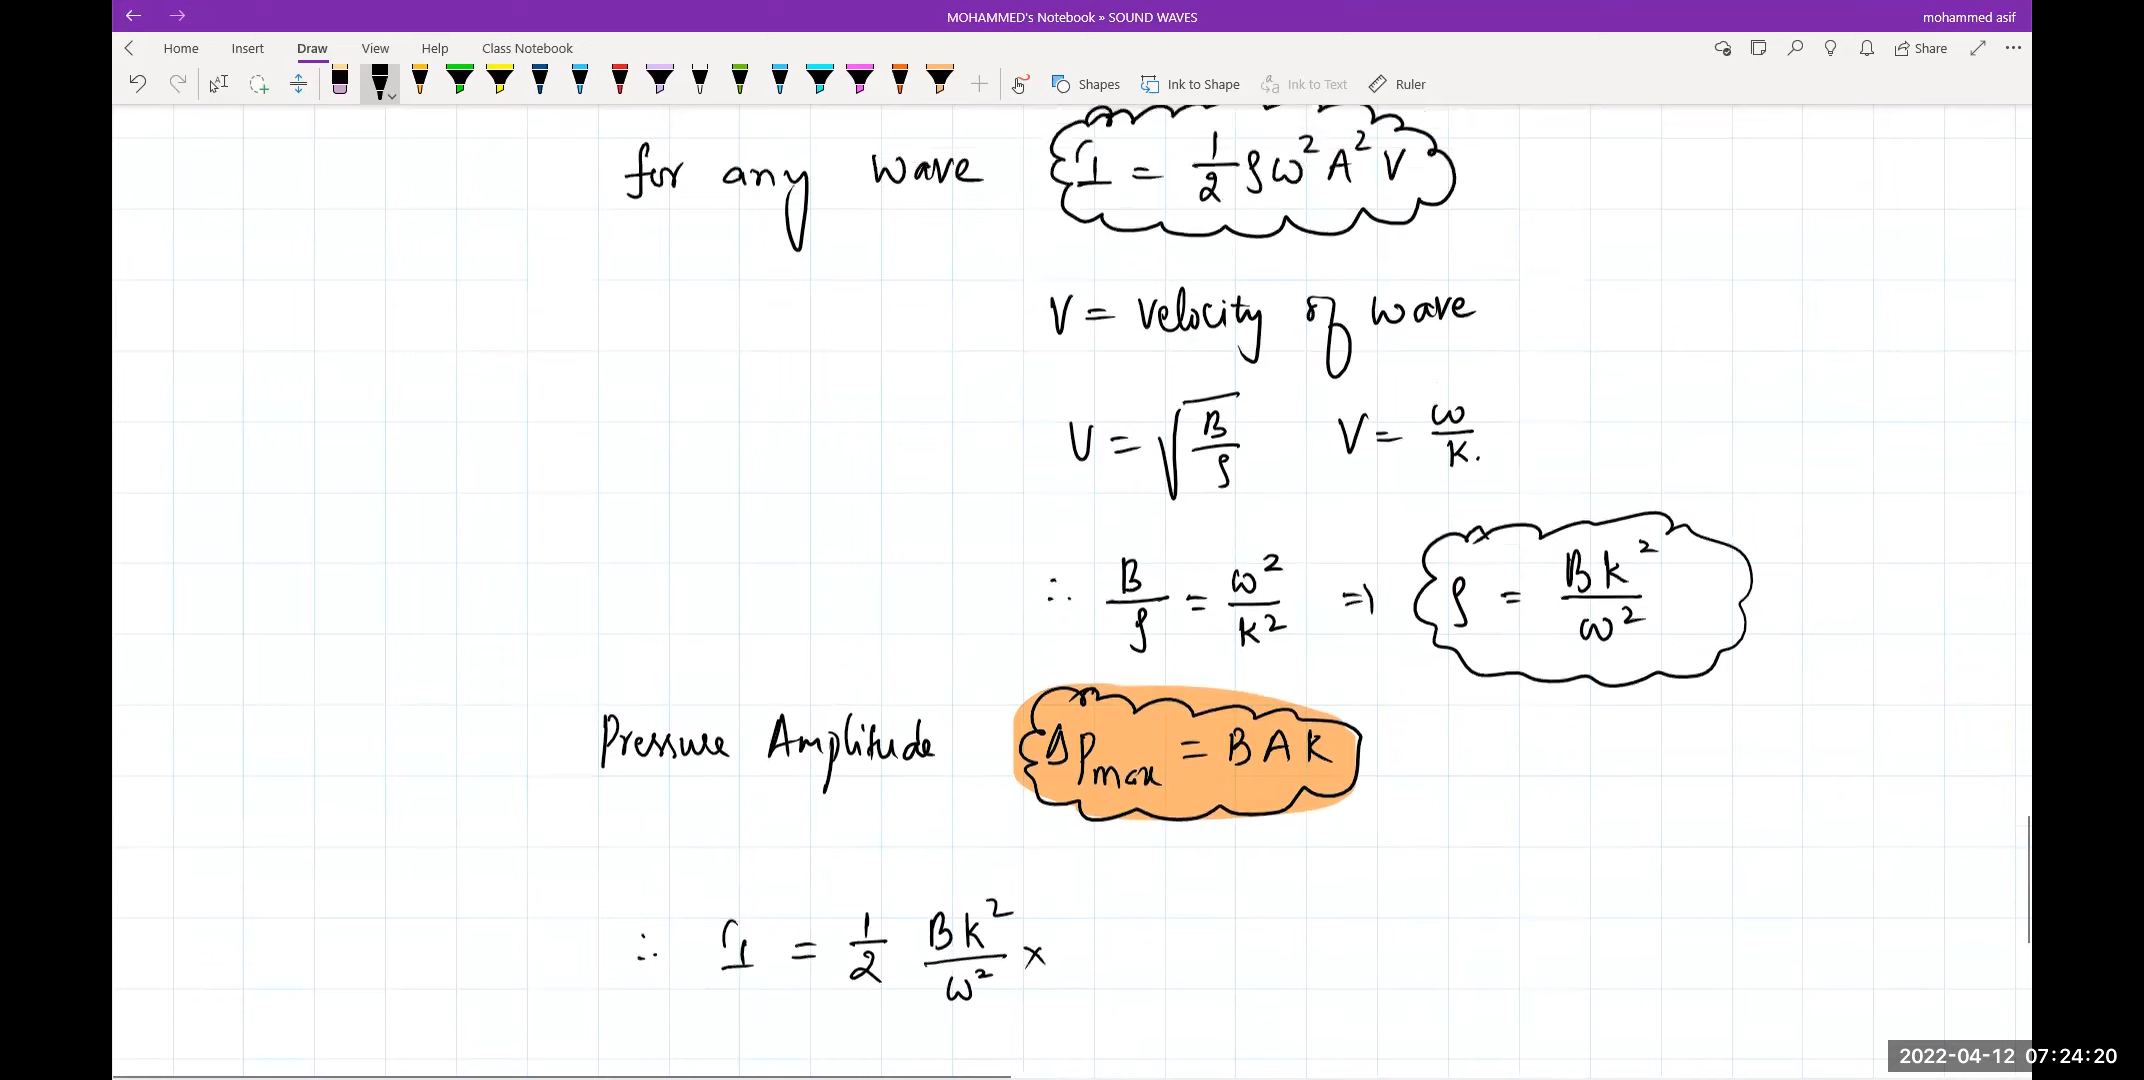 MOHAMMED's Notebook » SOUND WAVES
mohammed asif
Home Insert Draw View Help Class Notebook
Share
Shapes Ink to Shape Ink to Text Ruler
for any wave I = 1/2 ρω²A²V
V = velocity of wave
V = √(B/ρ) V = ω/K.
∴ B/ρ = ω²/K² ⇒ ρ = BK²/ω²
Pressure Amplitude ΔPmax = BAK
∴ I = 1/2 BK²/ω² ×
2022-04-12 07:24:20